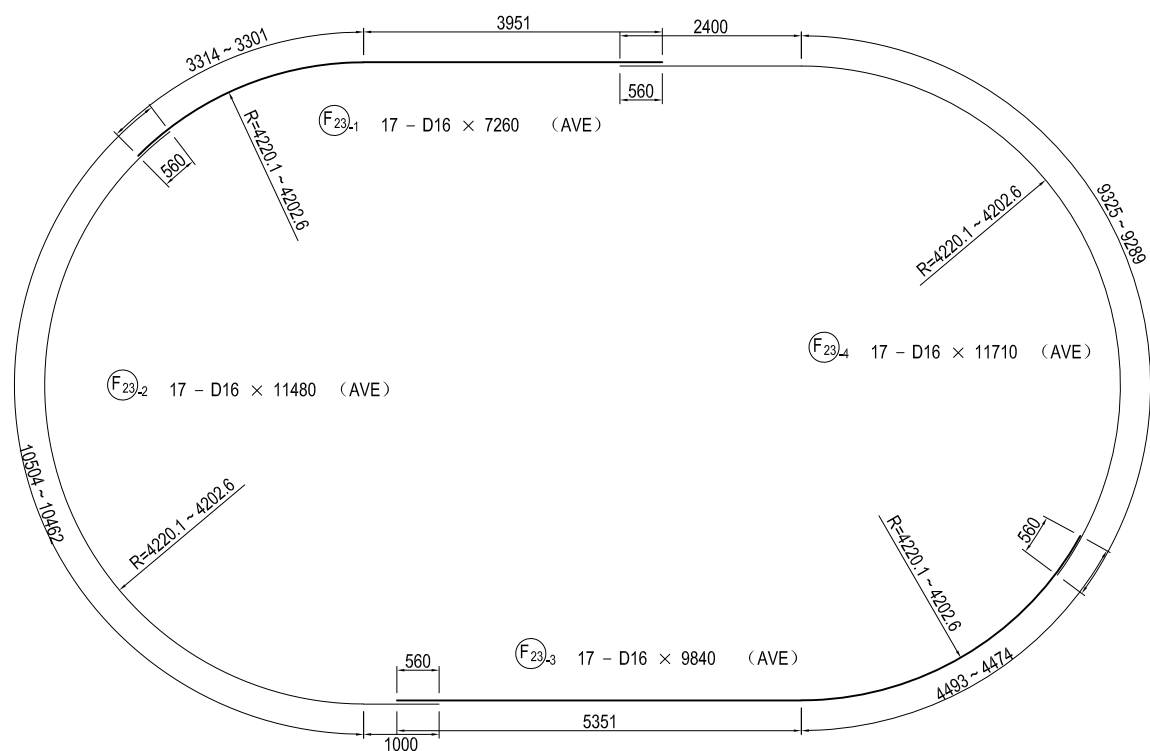 3951
2400
3314 ~ 3301
560
F23-1 17 – D16 × 7260 (AVE)
560
R=4220.1 ~ 4202.6
R=4220.1 ~ 4202.6
9325 ~ 9289
F23-4 17 – D16 × 11710 (AVE)
F23-2 17 – D16 × 11480 (AVE)
10504 ~ 10462
R=4220.1 ~ 4202.6
560
R=4220.1 ~ 4202.6
F23-3 17 – D16 × 9840 (AVE)
560
4493 ~ 4474
5351
1000